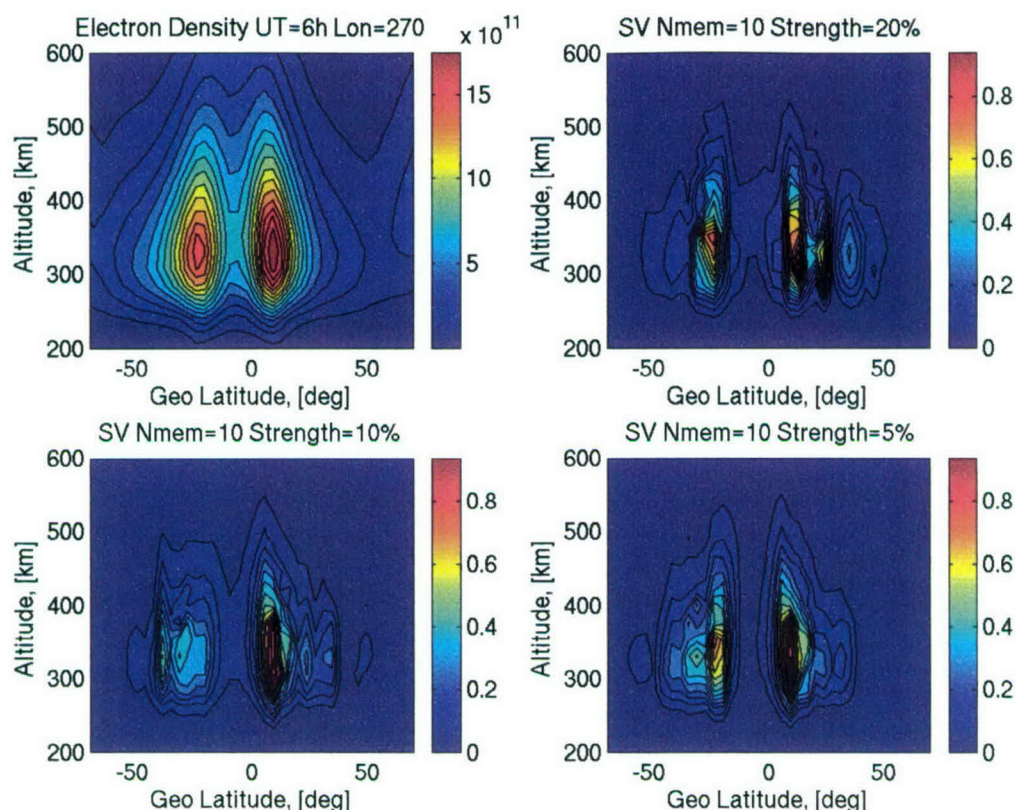 Electron Density UT=6h Lon=270
x 10^11
600
500
400
300
200
Altitude, [km]
-50 0 50
Geo Latitude, [deg]
15
10
5
SV Nmem=10 Strength=20%
600
500
400
300
200
Altitude, [km]
-50 0 50
Geo Latitude, [deg]
0.8
0.6
0.4
0.2
0
SV Nmem=10 Strength=10%
600
500
400
300
200
Altitude, [km]
-50 0 50
Geo Latitude, [deg]
0.8
0.6
0.4
0.2
0
SV Nmem=10 Strength=5%
600
500
400
300
200
Altitude, [km]
-50 0 50
Geo Latitude, [deg]
0.8
0.6
0.4
0.2
0